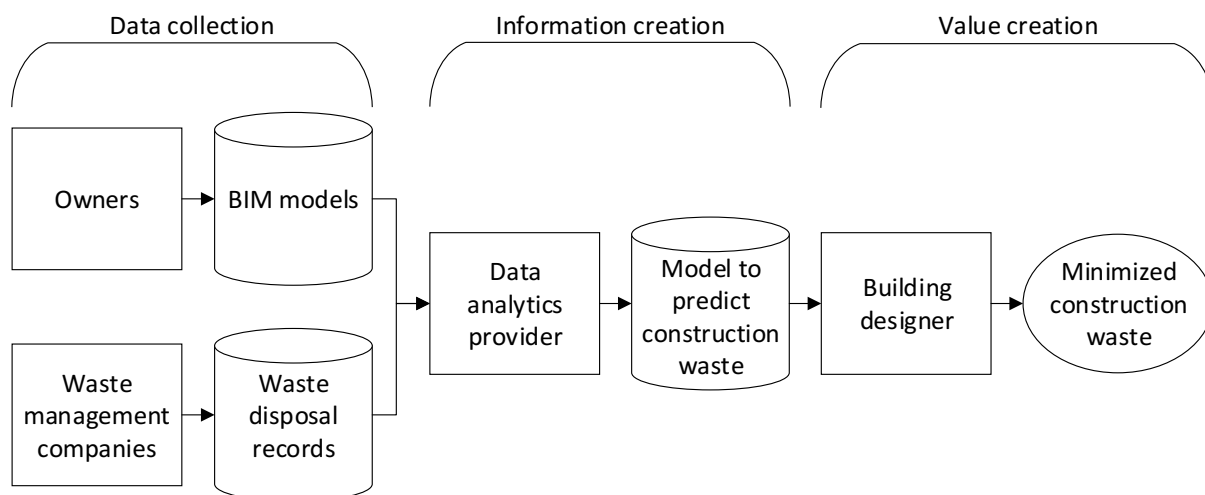 Data collection
Information creation
Value creation
Owners
BIM models
Data
analytics
provider
Model to
predict
construction
waste
Building
designer
Minimized
construction
waste
Waste
management
companies
Waste
disposal
records